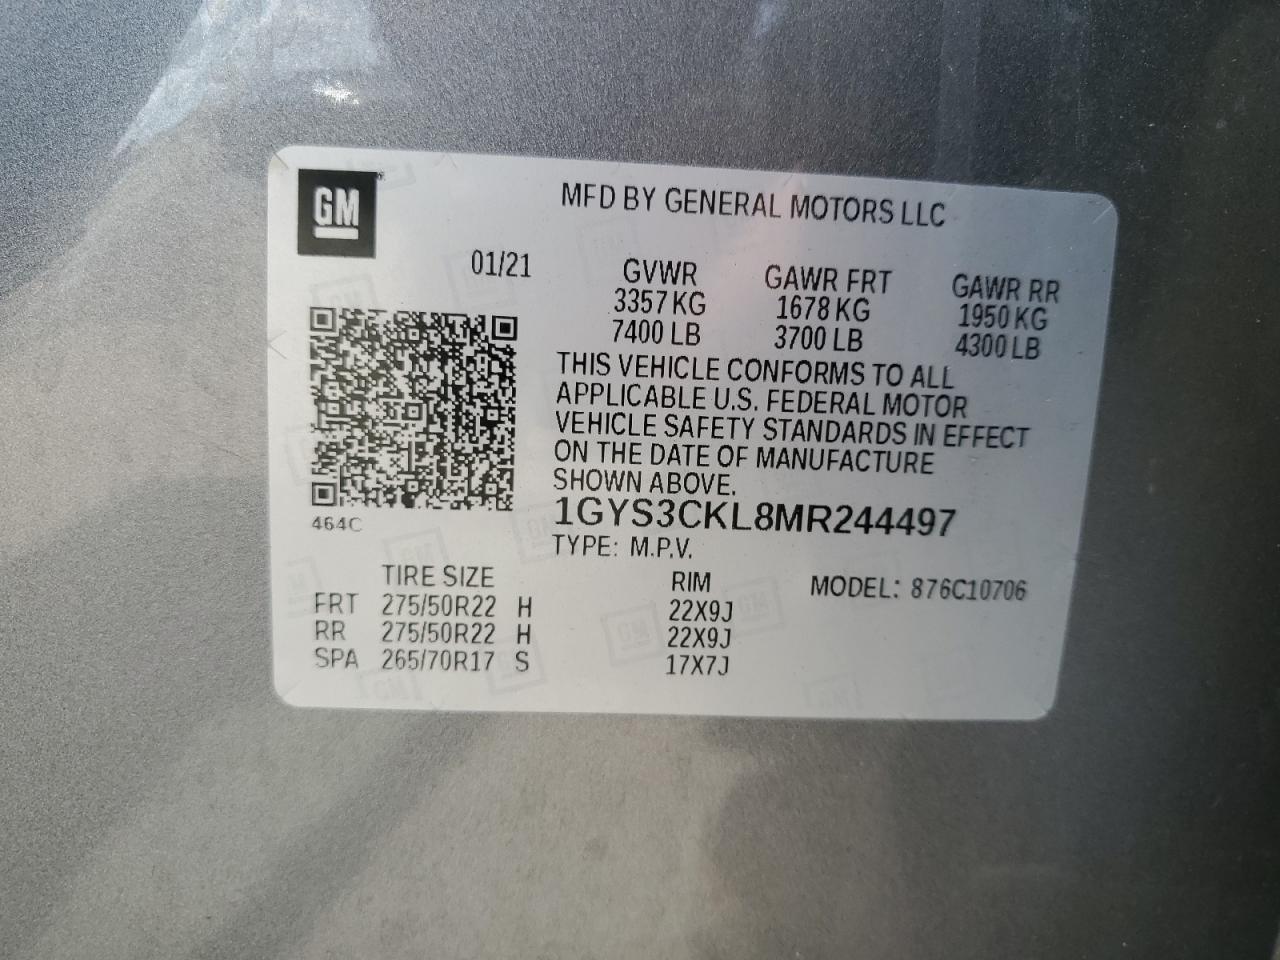 GM
MFD BY GENERAL MOTORS LLC
01/21
GVWR GAWR FRT GAWR RR
3357 KG 1678 KG 1950 KG
7400 LB 3700 LB 4300 LB
THIS VEHICLE CONFORMS TO ALL
APPLICABLE U.S. FEDERAL MOTOR
VEHICLE SAFETY STANDARDS IN EFFECT
ON THE DATE OF MANUFACTURE
SHOWN ABOVE.
464C
1GYS3CKL8MR244497
TYPE: M.P.V.
TIRE SIZE RIM MODEL: 876C10706
FRT 275/50R22 H 22X9J
RR 275/50R22 H 22X9J
SPA 265/70R17 S 17X7J